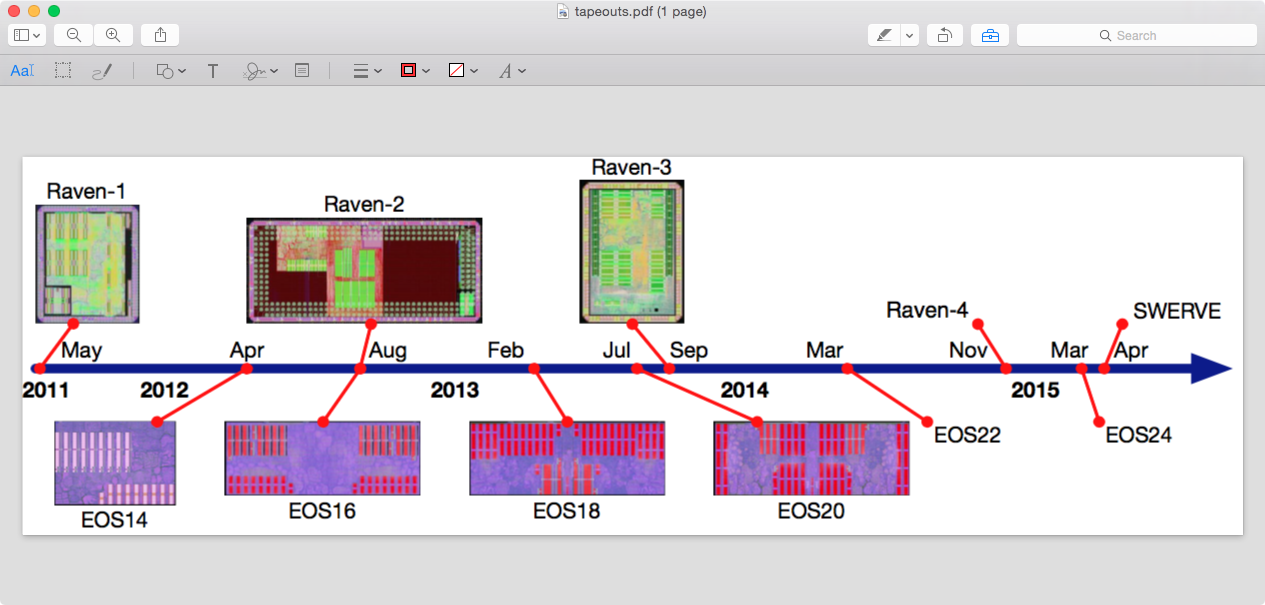 tapeouts.pdf (1 page)
Search
AaI
T
A
Raven-3
Raven-1
Raven-2
Raven-4
SWERVE
May
Apr
Aug
Feb
Jul
Sep
Mar
Nov
Mar
Apr
2011
2012
2013
2014
2015
EOS22
EOS24
EOS14
EOS16
EOS18
EOS20